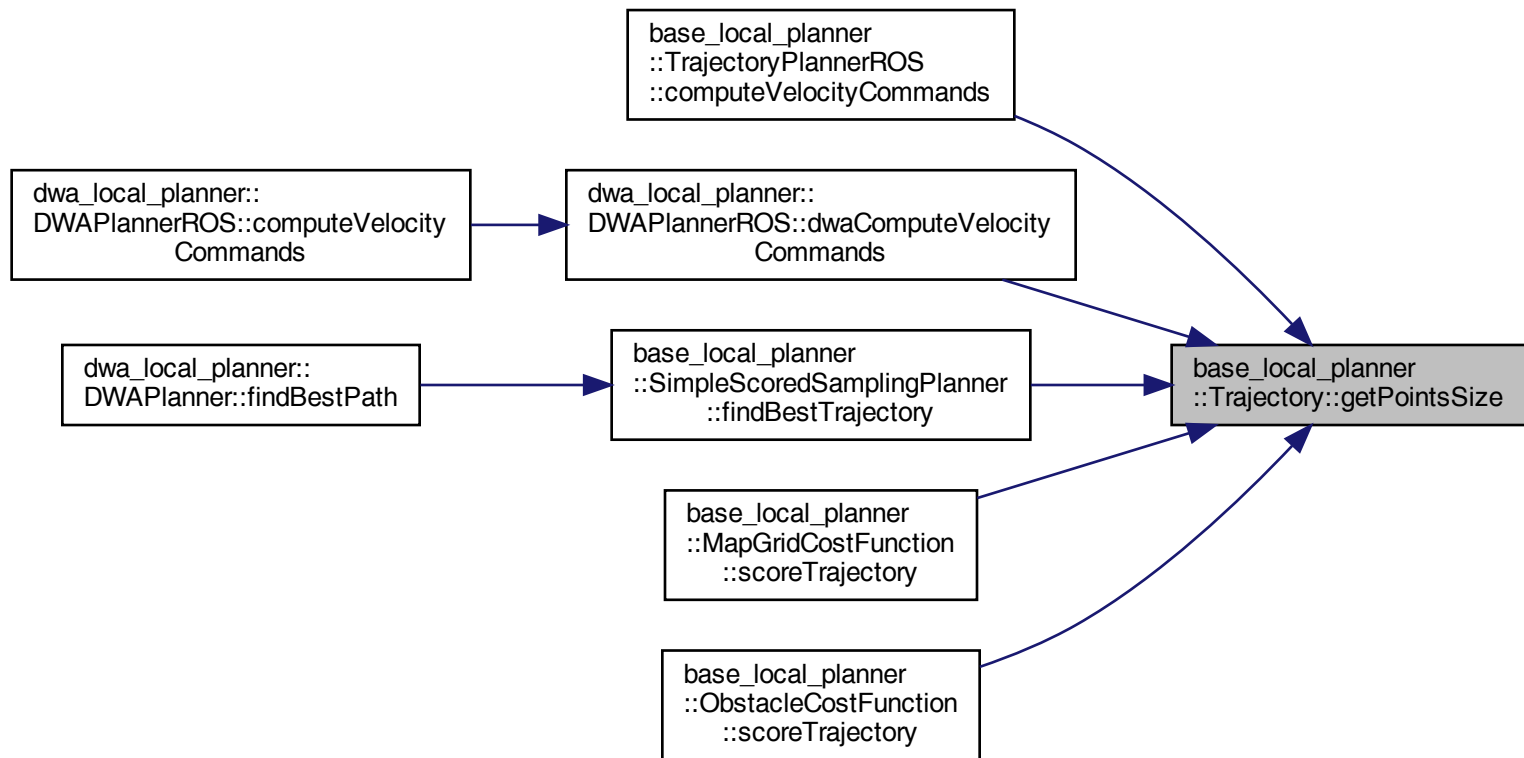 base_local_planner
::TrajectoryPlannerROS
::computeVelocityCommands
dwa_local_planner::
DWAPlannerROS::computeVelocity
Commands
dwa_local_planner::
DWAPlannerROS::dwaComputeVelocity
Commands
dwa_local_planner::
DWAPlanner::findBestPath
base_local_planner
::SimpleScoredSamplingPlanner
::findBestTrajectory
base_local_planner
::Trajectory::getPointsSize
base_local_planner
::MapGridCostFunction
::scoreTrajectory
base_local_planner
::ObstacleCostFunction
::scoreTrajectory